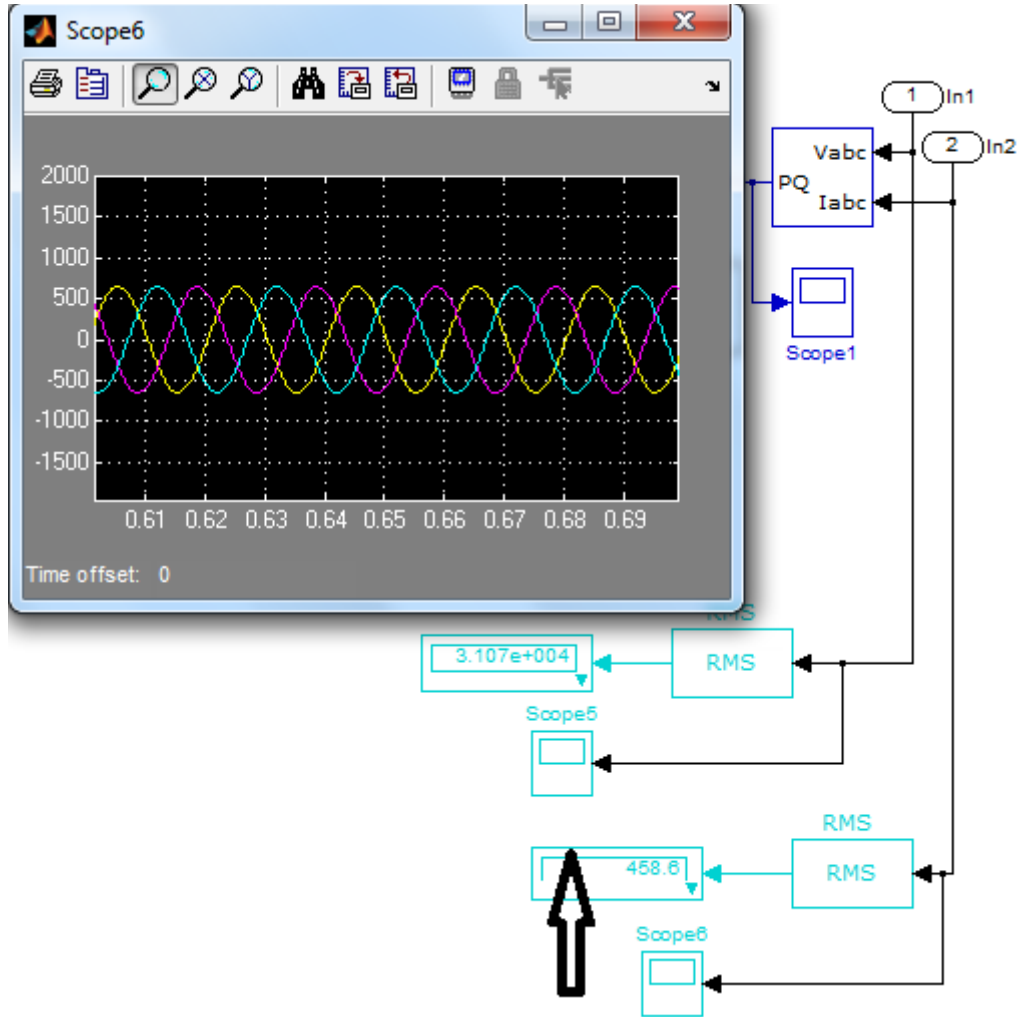 Scope6
2000
1500
1000
500
0
-500
-1000
-1500
0.61 0.62 0.63 0.64 0.65 0.66 0.67 0.68 0.69
Time offset: 0
1 In1
2 In2
Vabc
PQ
Iabc
Scope1
RMS
3.107e+004
RMS
Scope5
RMS
458.6
RMS
Scope6